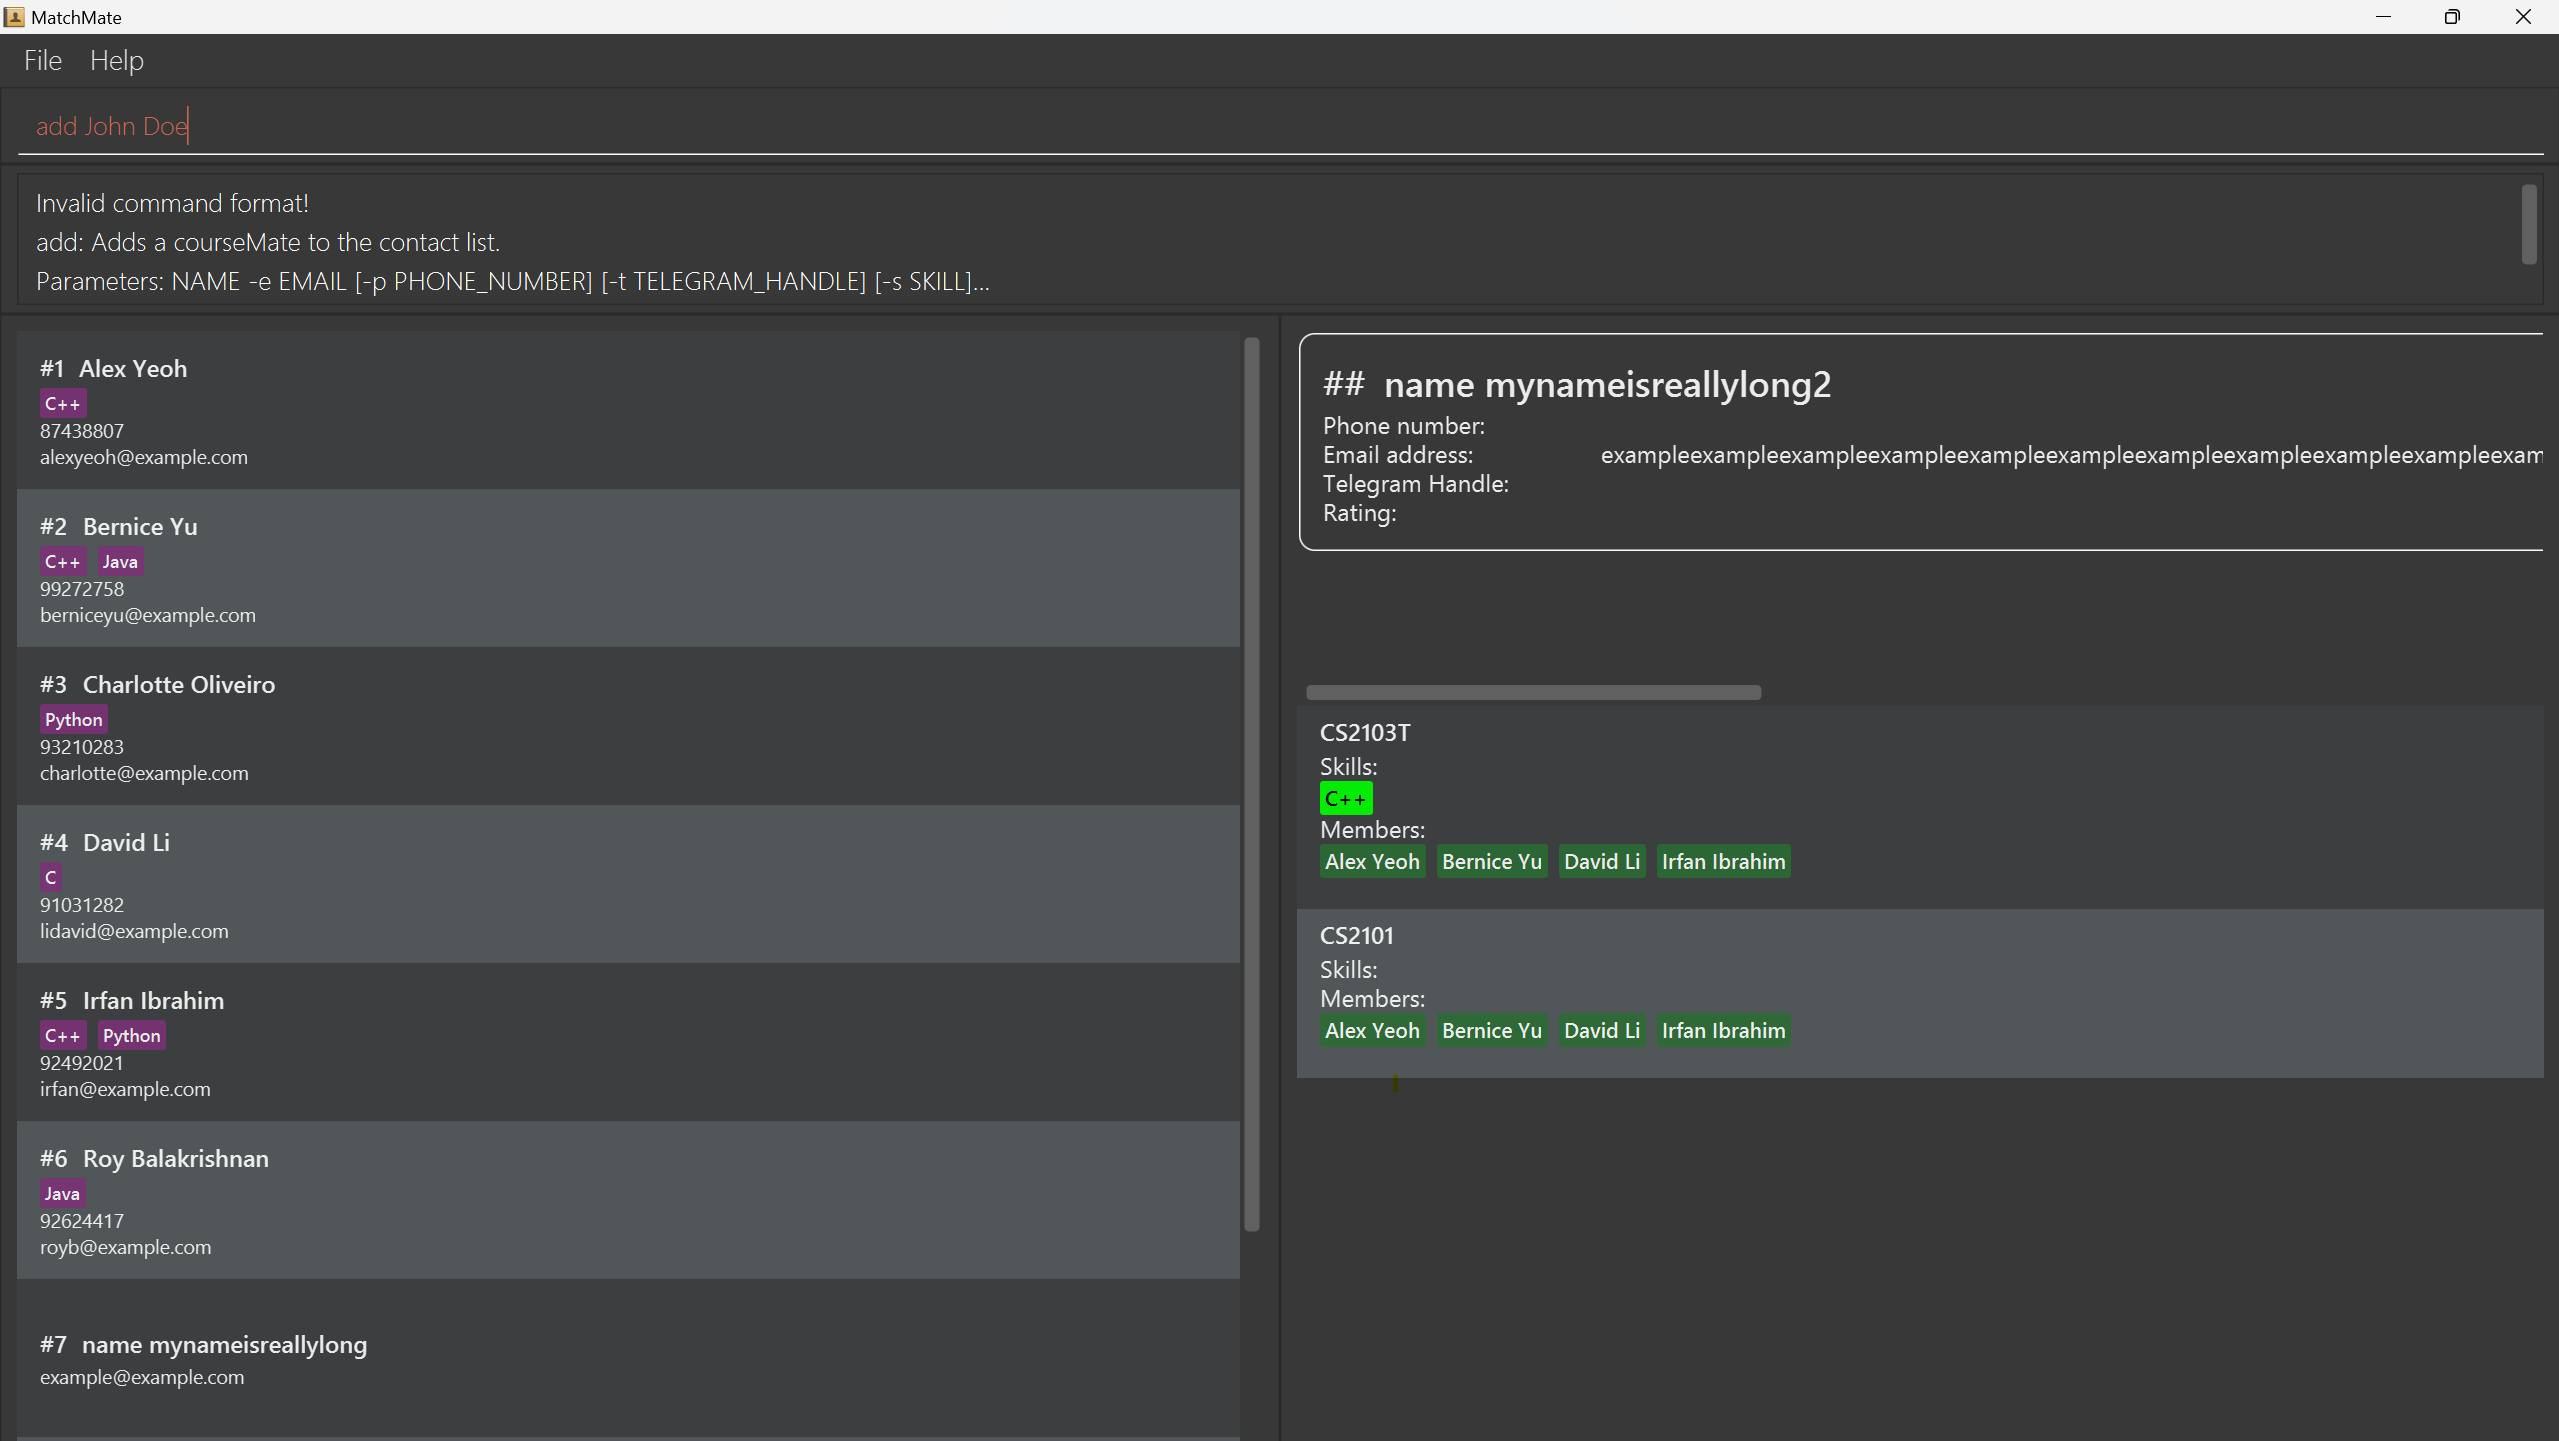 MatchMate
File Help
add John Doe
Invalid command format!
add: Adds a courseMate to the contact list.
Parameters: NAME -e EMAIL [-p PHONE_NUMBER] [-t TELEGRAM_HANDLE] [-s SKILL]...
#1 Alex Yeoh
C++
87438807
alexyeoh@example.com
#2 Bernice Yu
C++ Java
99272758
berniceyu@example.com
#3 Charlotte Oliveiro
Python
93210283
charlotte@example.com
#4 David Li
C
91031282
lidavid@example.com
#5 Irfan Ibrahim
C++ Python
92492021
irfan@example.com
#6 Roy Balakrishnan
Java
92624417
royb@example.com
#7 name mynameisreallylong
example@example.com
## name mynameisreallylong2
Phone number:
Email address: exampleexampleexampleexampleexampleexampleexampleexampleexampleexampleexam
Telegram Handle:
Rating:
CS2103T
Skills:
C++
Members:
Alex Yeoh Bernice Yu David Li Irfan Ibrahim
CS2101
Skills:
Members:
Alex Yeoh Bernice Yu David Li Irfan Ibrahim